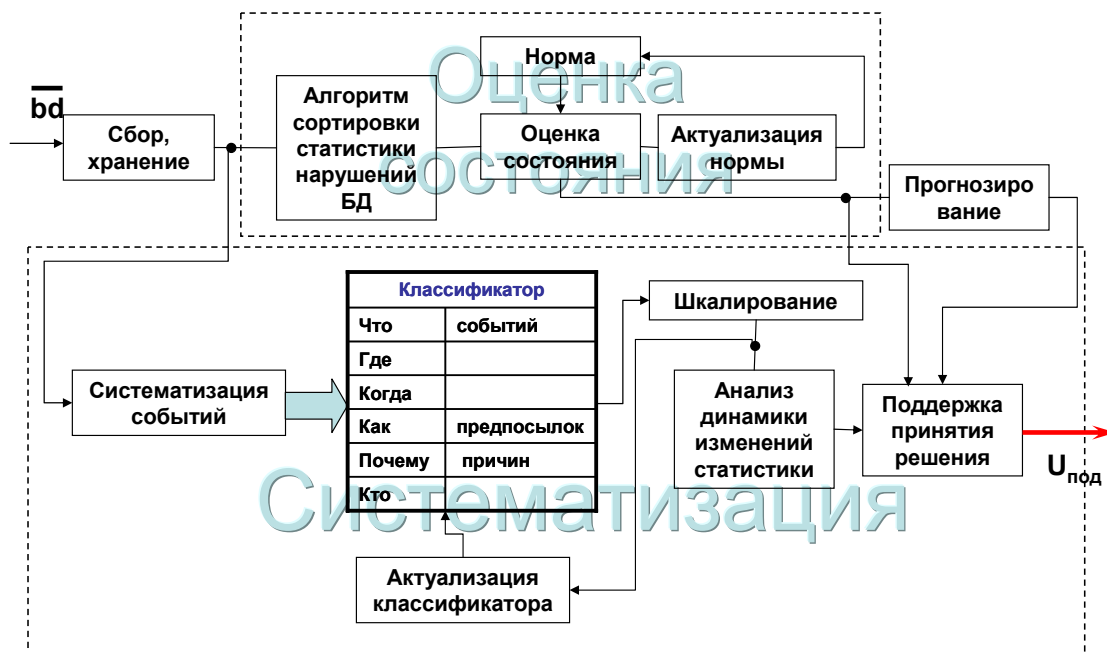 Оценка
состояния
Норма
bd
Сбор,
хранение
Алгоритм
сортировки
статистики
нарушений
БД
Оценка
состояния
Актуализация
нормы
Прогнозиро
вание
Классификатор
Что событий
Где
Когда
Как предпосылок
Почему причин
Кто
Шкалирование
Систематизация
событий
Анализ
динамики
изменений
статистики
Поддержка
принятия
решения
Uпод
Систематизация
Актуализация
классификатора